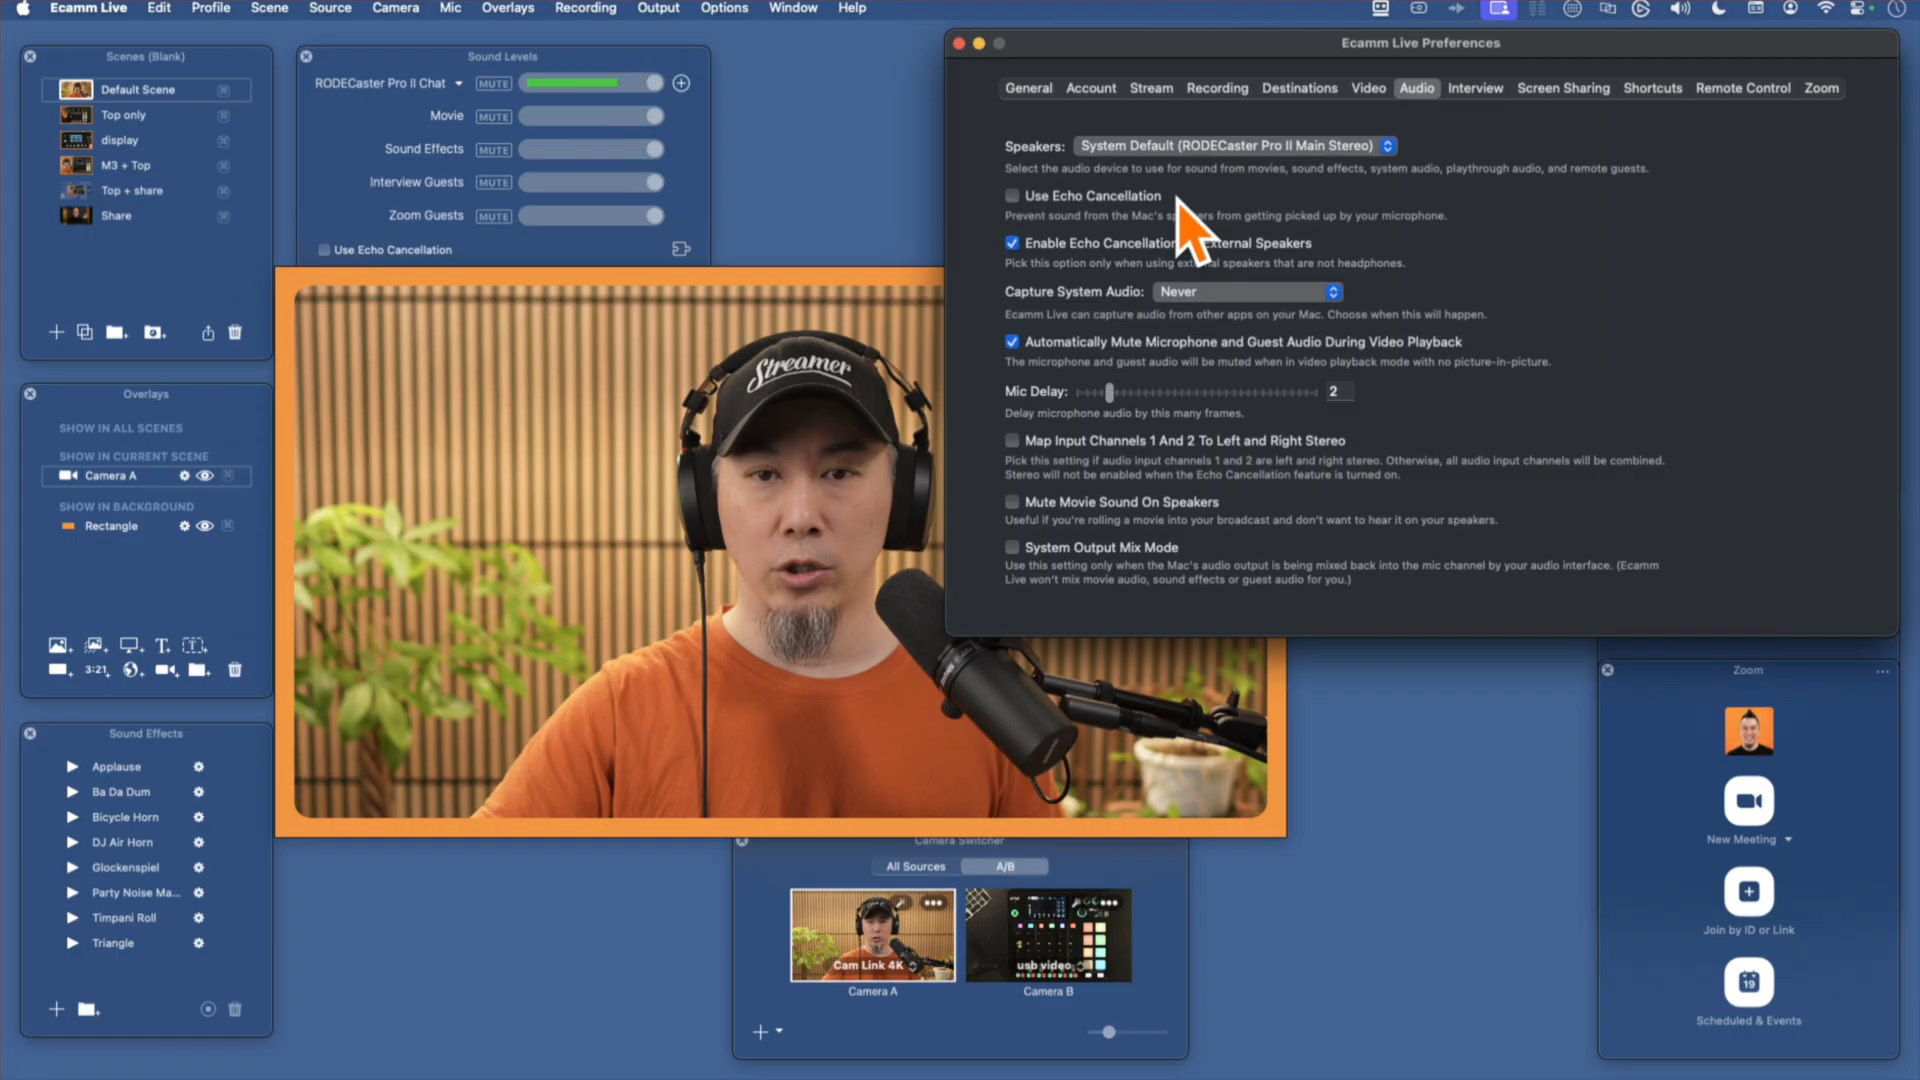 Ecamm Live Edit Profile Scene Source Camera Mic Overlays Recording Output Options Window Help
Scenes (Blank)
Default Scene
Top only
display
M3 + Top
Top + share
Share
Sound Levels
RODECaster Pro II Chat MUTE
Movie MUTE
Sound Effects MUTE
Interview Guests MUTE
Zoom Guests MUTE
Use Echo Cancellation
Ecamm Live Preferences
General Account Stream Recording Destinations Video Audio Interview Screen Sharing Shortcuts Remote Control Zoom
Speakers: System Default (RODECaster Pro II Main Stereo)
Select the audio device to use for sound from movies, sound effects, system audio, playthrough audio, and remote guests.
Use Echo Cancellation
Prevent sound from the Mac's from getting picked up by your microphone.
Enable Echo Cancellation External Speakers
Pick this option only when using external speakers that are not headphones.
Capture System Audio: Never
Ecamm Live can capture audio from other apps on your Mac. Choose when this will happen.
Automatically Mute Microphone and Guest Audio During Video Playback
The microphone and guest audio will be muted when in video playback mode with no picture-in-picture.
Mic Delay: 2
Delay microphone audio by this many frames.
Map Input Channels 1 And 2 To Left and Right Stereo
Pick this setting if audio input channels 1 and 2 are left and right stereo. Otherwise, all audio input channels will be combined.
Stereo will not be enabled when the Echo Cancellation feature is turned on.
Mute Movie Sound On Speakers
Useful if you're rolling a movie into your broadcast and don't want to hear it on your speakers.
System Output Mix Mode
Use this setting only when the Mac's audio output is being mixed back into the mic channel by your audio interface. (Ecamm
Live won't mix movie audio, sound effects or guest audio for you.)
Overlays
SHOW IN ALL SCENES
SHOW IN CURRENT SCENE
Camera A
SHOW IN BACKGROUND
Rectangle
3:21
Streamer
Sound Effects
Applause
Ba Da Dum
Bicycle Horn
DJ Air Horn
Glockenspiel
Party Noise Ma...
Timpani Roll
Triangle
Camera Switcher
All Sources A/B
Cam Link 4K
usb video
Camera A
Camera B
Zoom
New Meeting
Join by ID or Link
19
Scheduled & Events